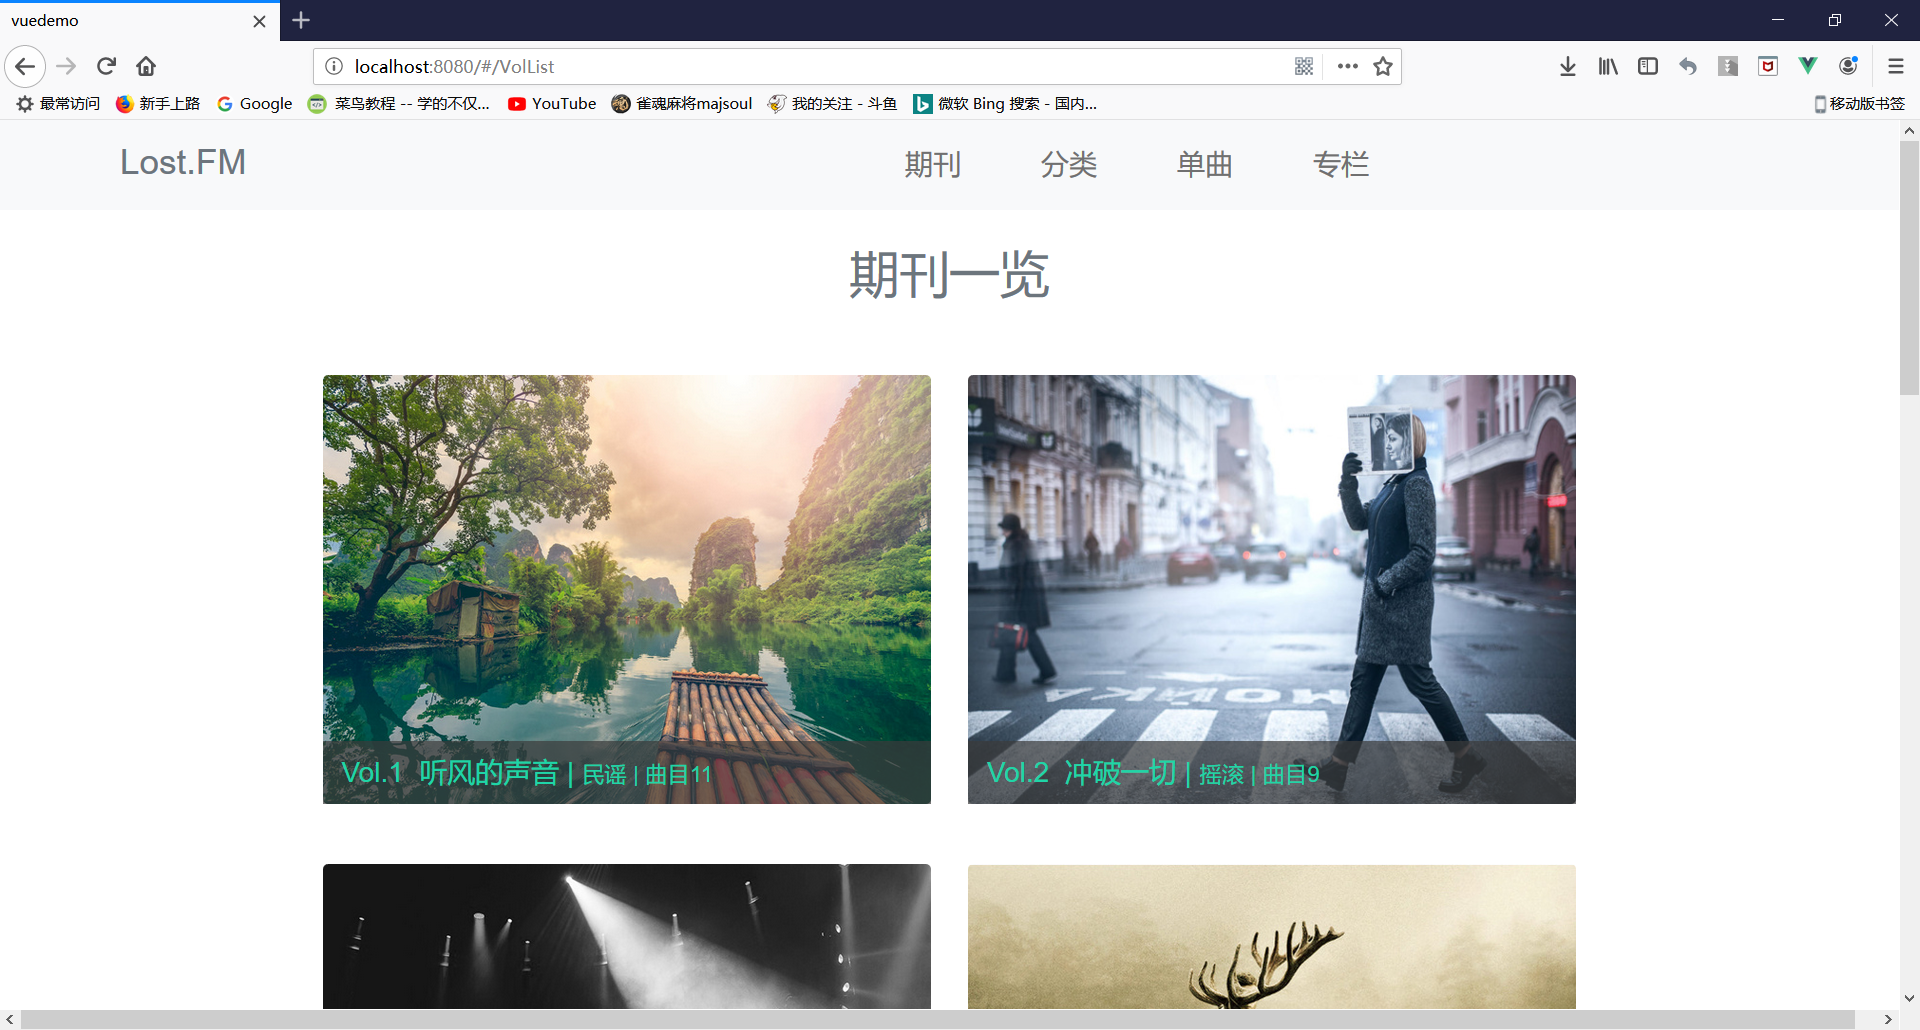 vuedemo
localhost:8080/#/VolList
最常访问 新手上路 Google 菜鸟教程 -- 学的不仅... YouTube 雀魂麻将majsoul 我的关注 - 斗鱼 微软 Bing 搜索 - 国内... 移动版书签
Lost.FM 期刊 分类 单曲 专栏
期刊一览
МОЙКА
Vol.1 听风的声音 | 民谣 | 曲目11
Vol.2 冲破一切 | 摇滚 | 曲目9